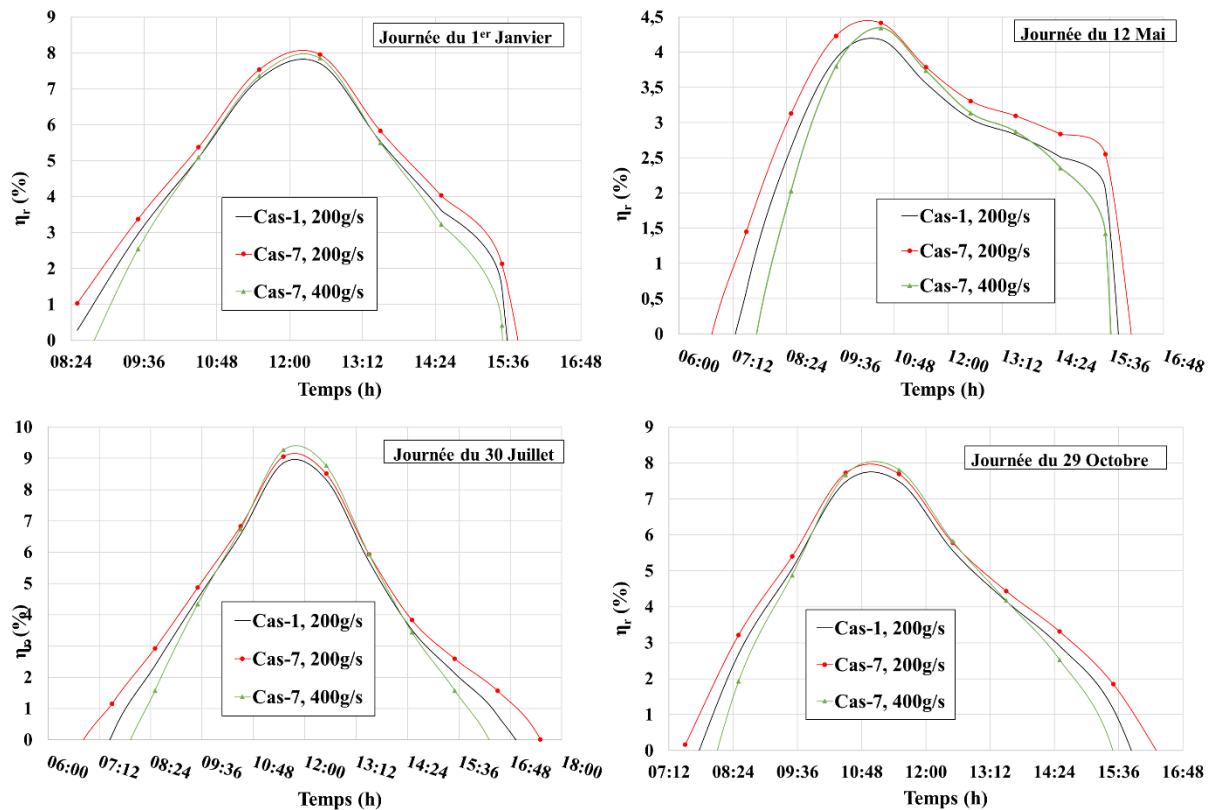 9
8
7
6
5
4
3
2
1
0
ηr (%)
Journée du 1er Janvier
Cas-1, 200g/s
Cas-7, 200g/s
Cas-7, 400g/s
08:24 09:36 10:48 12:00 13:12 14:24 15:36 16:48
Temps (h)
4,5
4
3,5
3
2,5
2
1,5
1
0,5
0
ηr (%)
Journée du 12 Mai
Cas-1, 200g/s
Cas-7, 200g/s
Cas-7, 400g/s
06:00 07:12 08:24 09:36 10:48 12:00 13:12 14:24 15:36 16:48
Temps (h)
10
9
8
7
6
5
4
3
2
1
0
(%)
Journée du 30 Juillet
Cas-1, 200g/s
Cas-7, 200g/s
Cas-7, 400g/s
06:00 07:12 08:24 09:36 10:48 12:00 13:12 14:24 15:36 16:48 18:00
Temps (h)
9
8
7
6
5
4
3
2
1
0
ηr (%)
Journée du 29 Octobre
Cas-1, 200g/s
Cas-7, 200g/s
Cas-7, 400g/s
07:12 08:24 09:36 10:48 12:00 13:12 14:24 15:36 16:48
Temps (h)